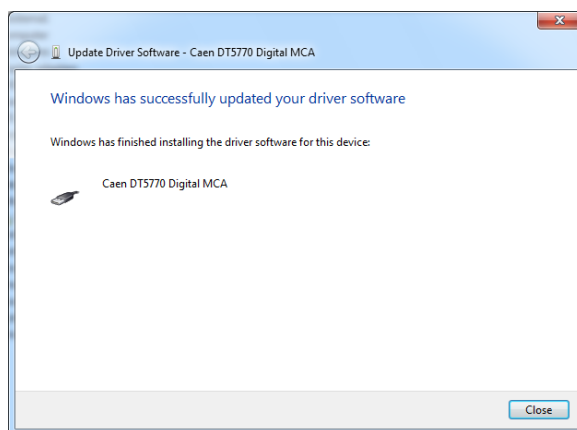 Update Driver Software - Caen DT5770 Digital MCA
Windows has successfully updated your driver software
Windows has finished installing the driver software for this device:
Caen DT5770 Digital MCA
Close